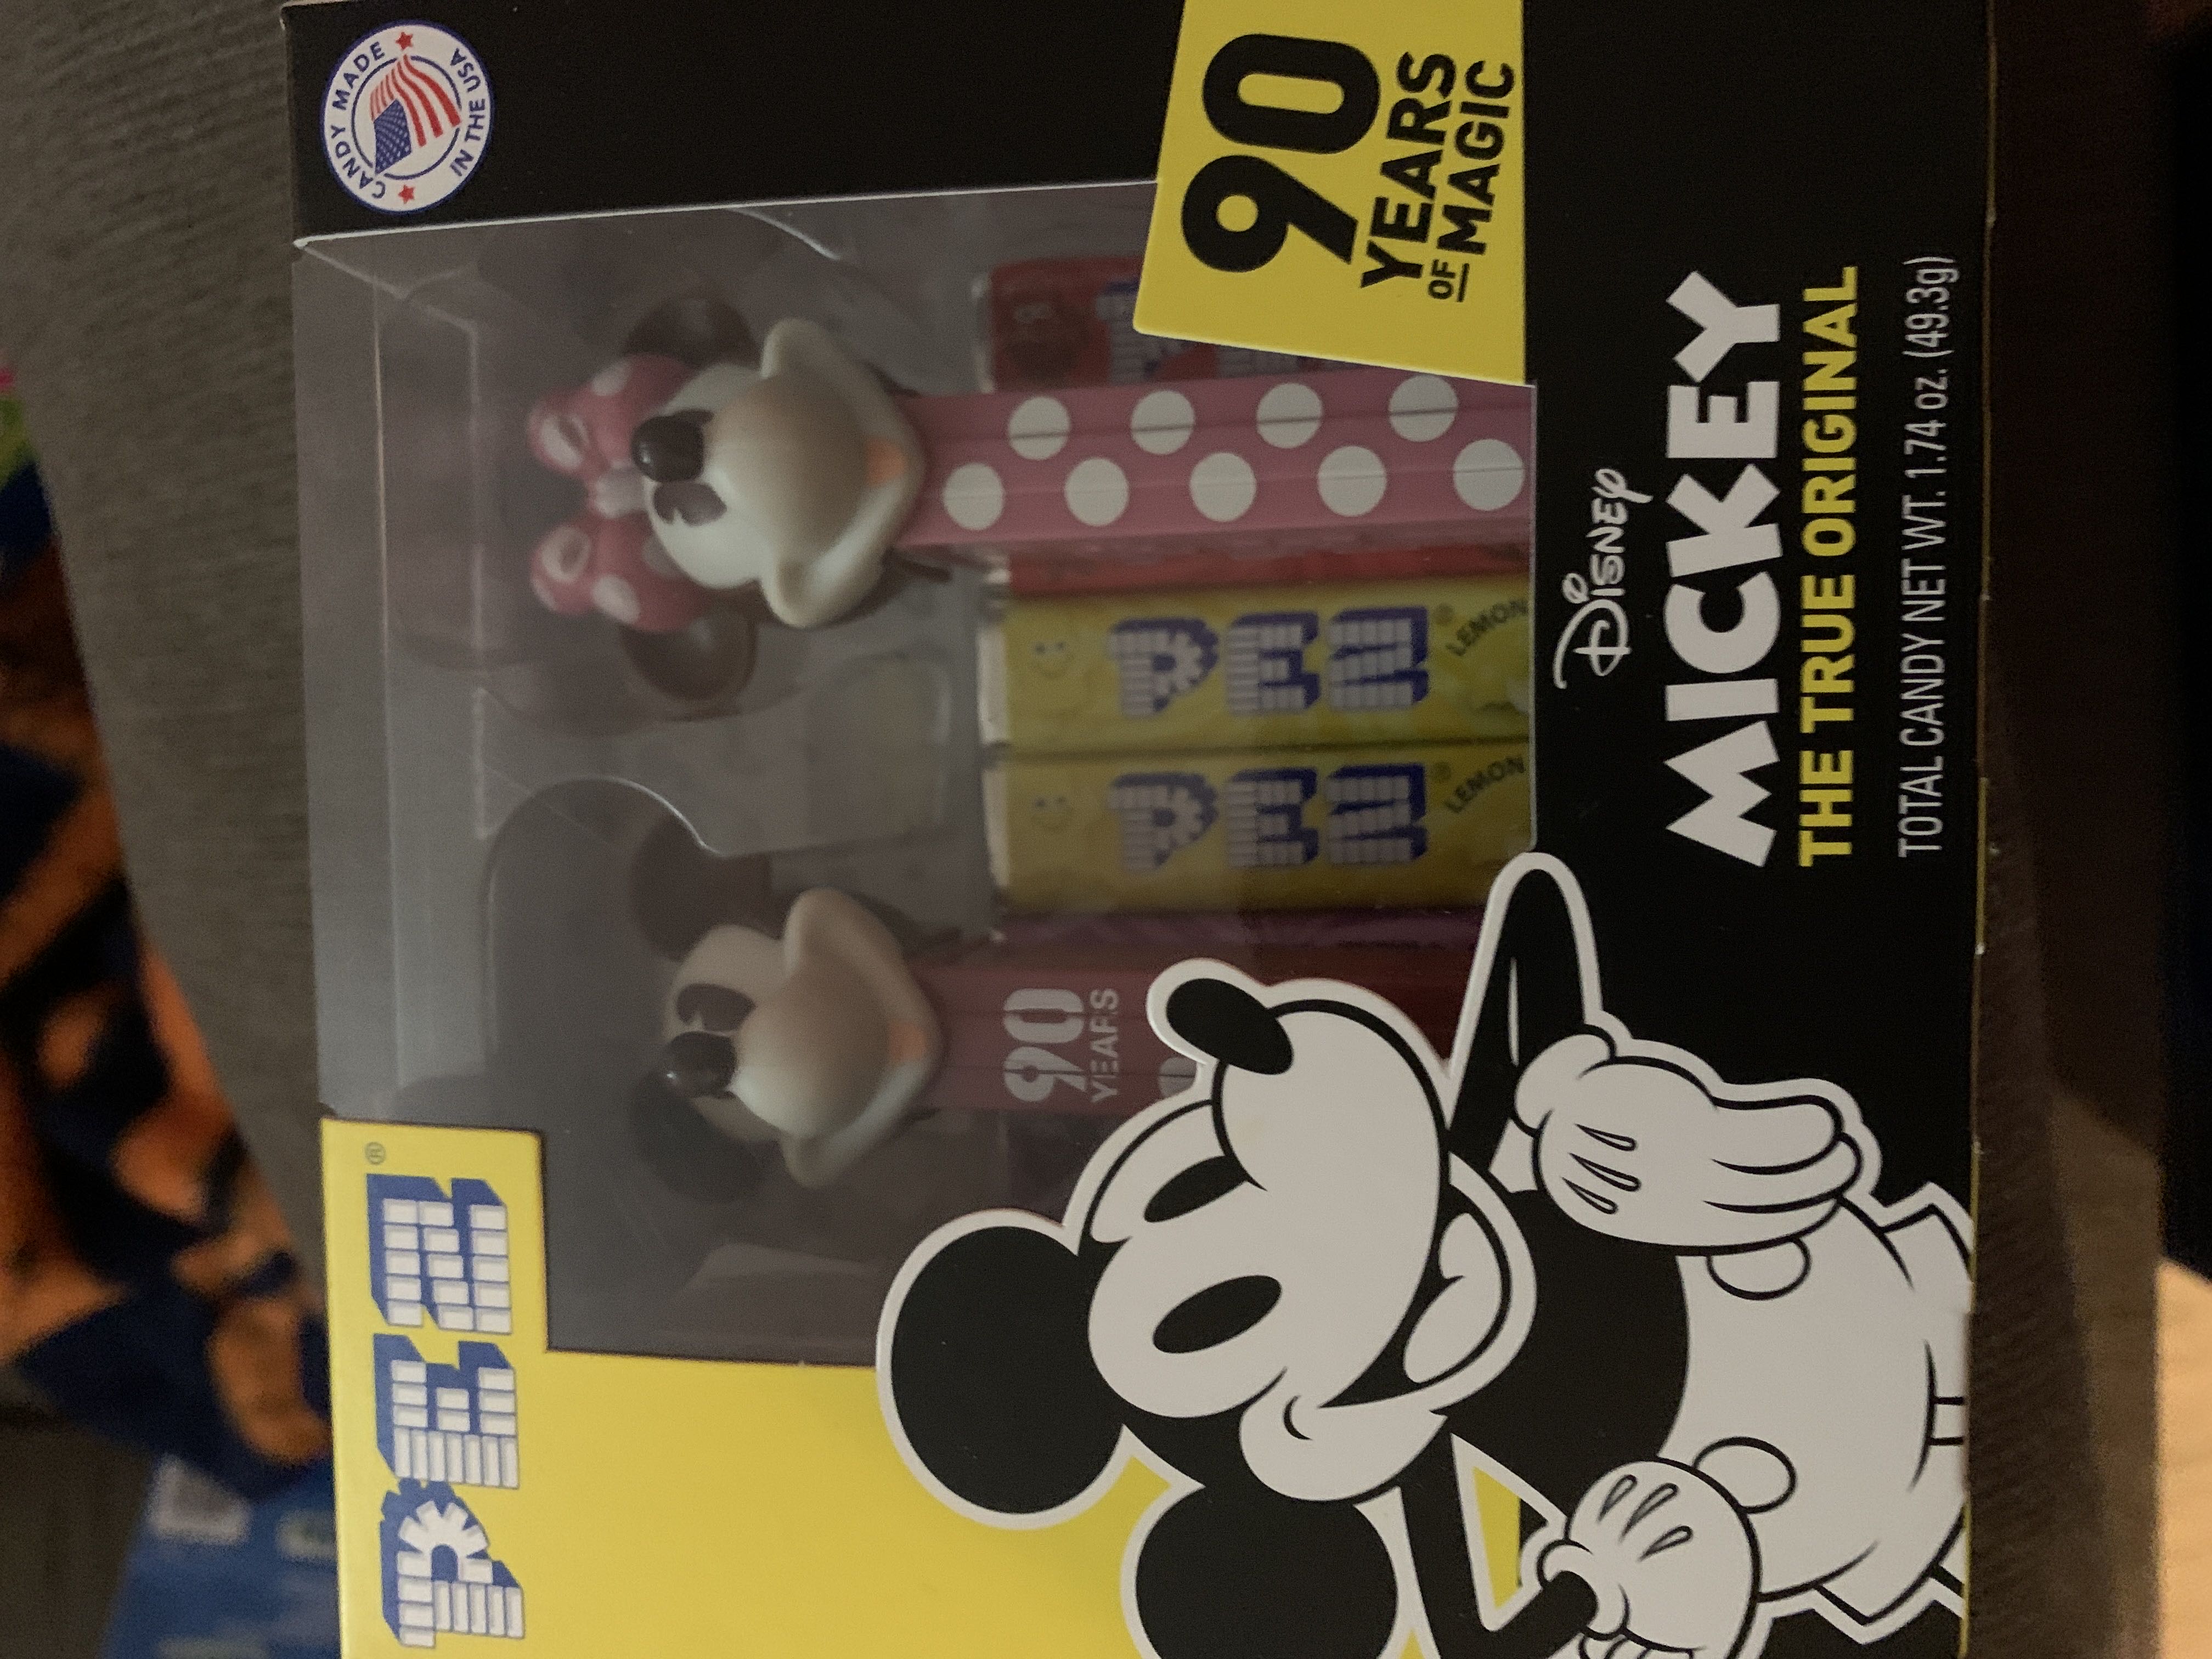 PEZ®
CANDY MADE
IN THE USA
90
YEARS
PEZ®
LEMON
PEZ®
LEMON
90
YEARS
OF MAGIC
Disney
MICKEY
THE TRUE ORIGINAL
TOTAL CANDY NET WT. 1.74 oz. (49.3g)